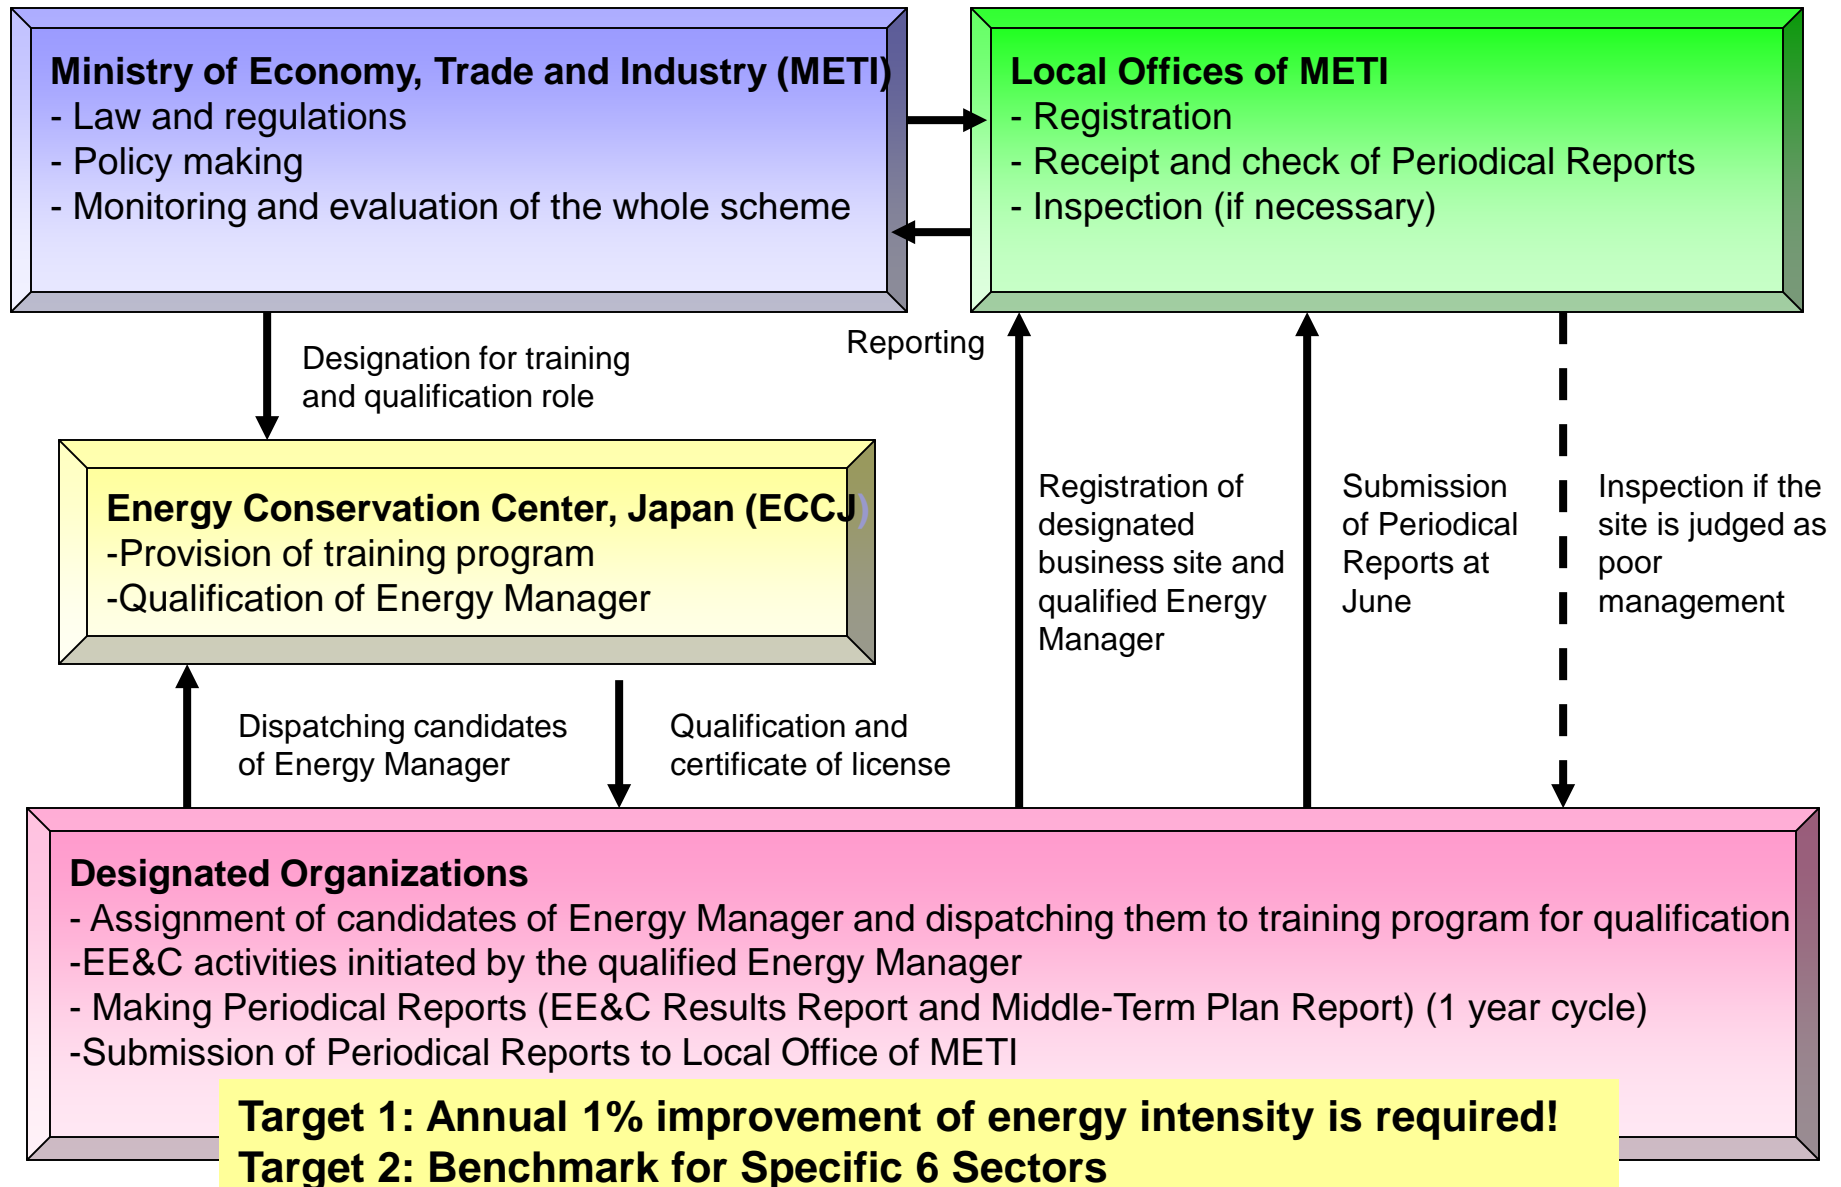 Ministry of Economy, Trade and Industry (METI)
- Law and regulations
- Policy making
- Monitoring and evaluation of the whole scheme
Local Offices of METI
- Registration
- Receipt and check of Periodical Reports
- Inspection (if necessary)
Designation for training
and qualification role
Reporting
Energy Conservation Center, Japan (ECCJ)
-Provision of training program
-Qualification of Energy Manager
Registration of
designated
business site and
qualified Energy
Manager
Submission
of Periodical
Reports at
June
Inspection if the
site is judged as
poor
management
Dispatching candidates
of Energy Manager
Qualification and
certificate of license
Designated Organizations
- Assignment of candidates of Energy Manager and dispatching them to training program for qualification
-EE&C activities initiated by the qualified Energy Manager
- Making Periodical Reports (EE&C Results Report and Middle-Term Plan Report) (1 year cycle)
-Submission of Periodical Reports to Local Office of METI
Target 1: Annual 1% improvement of energy intensity is required!
Target 2: Benchmark for Specific 6 Sectors